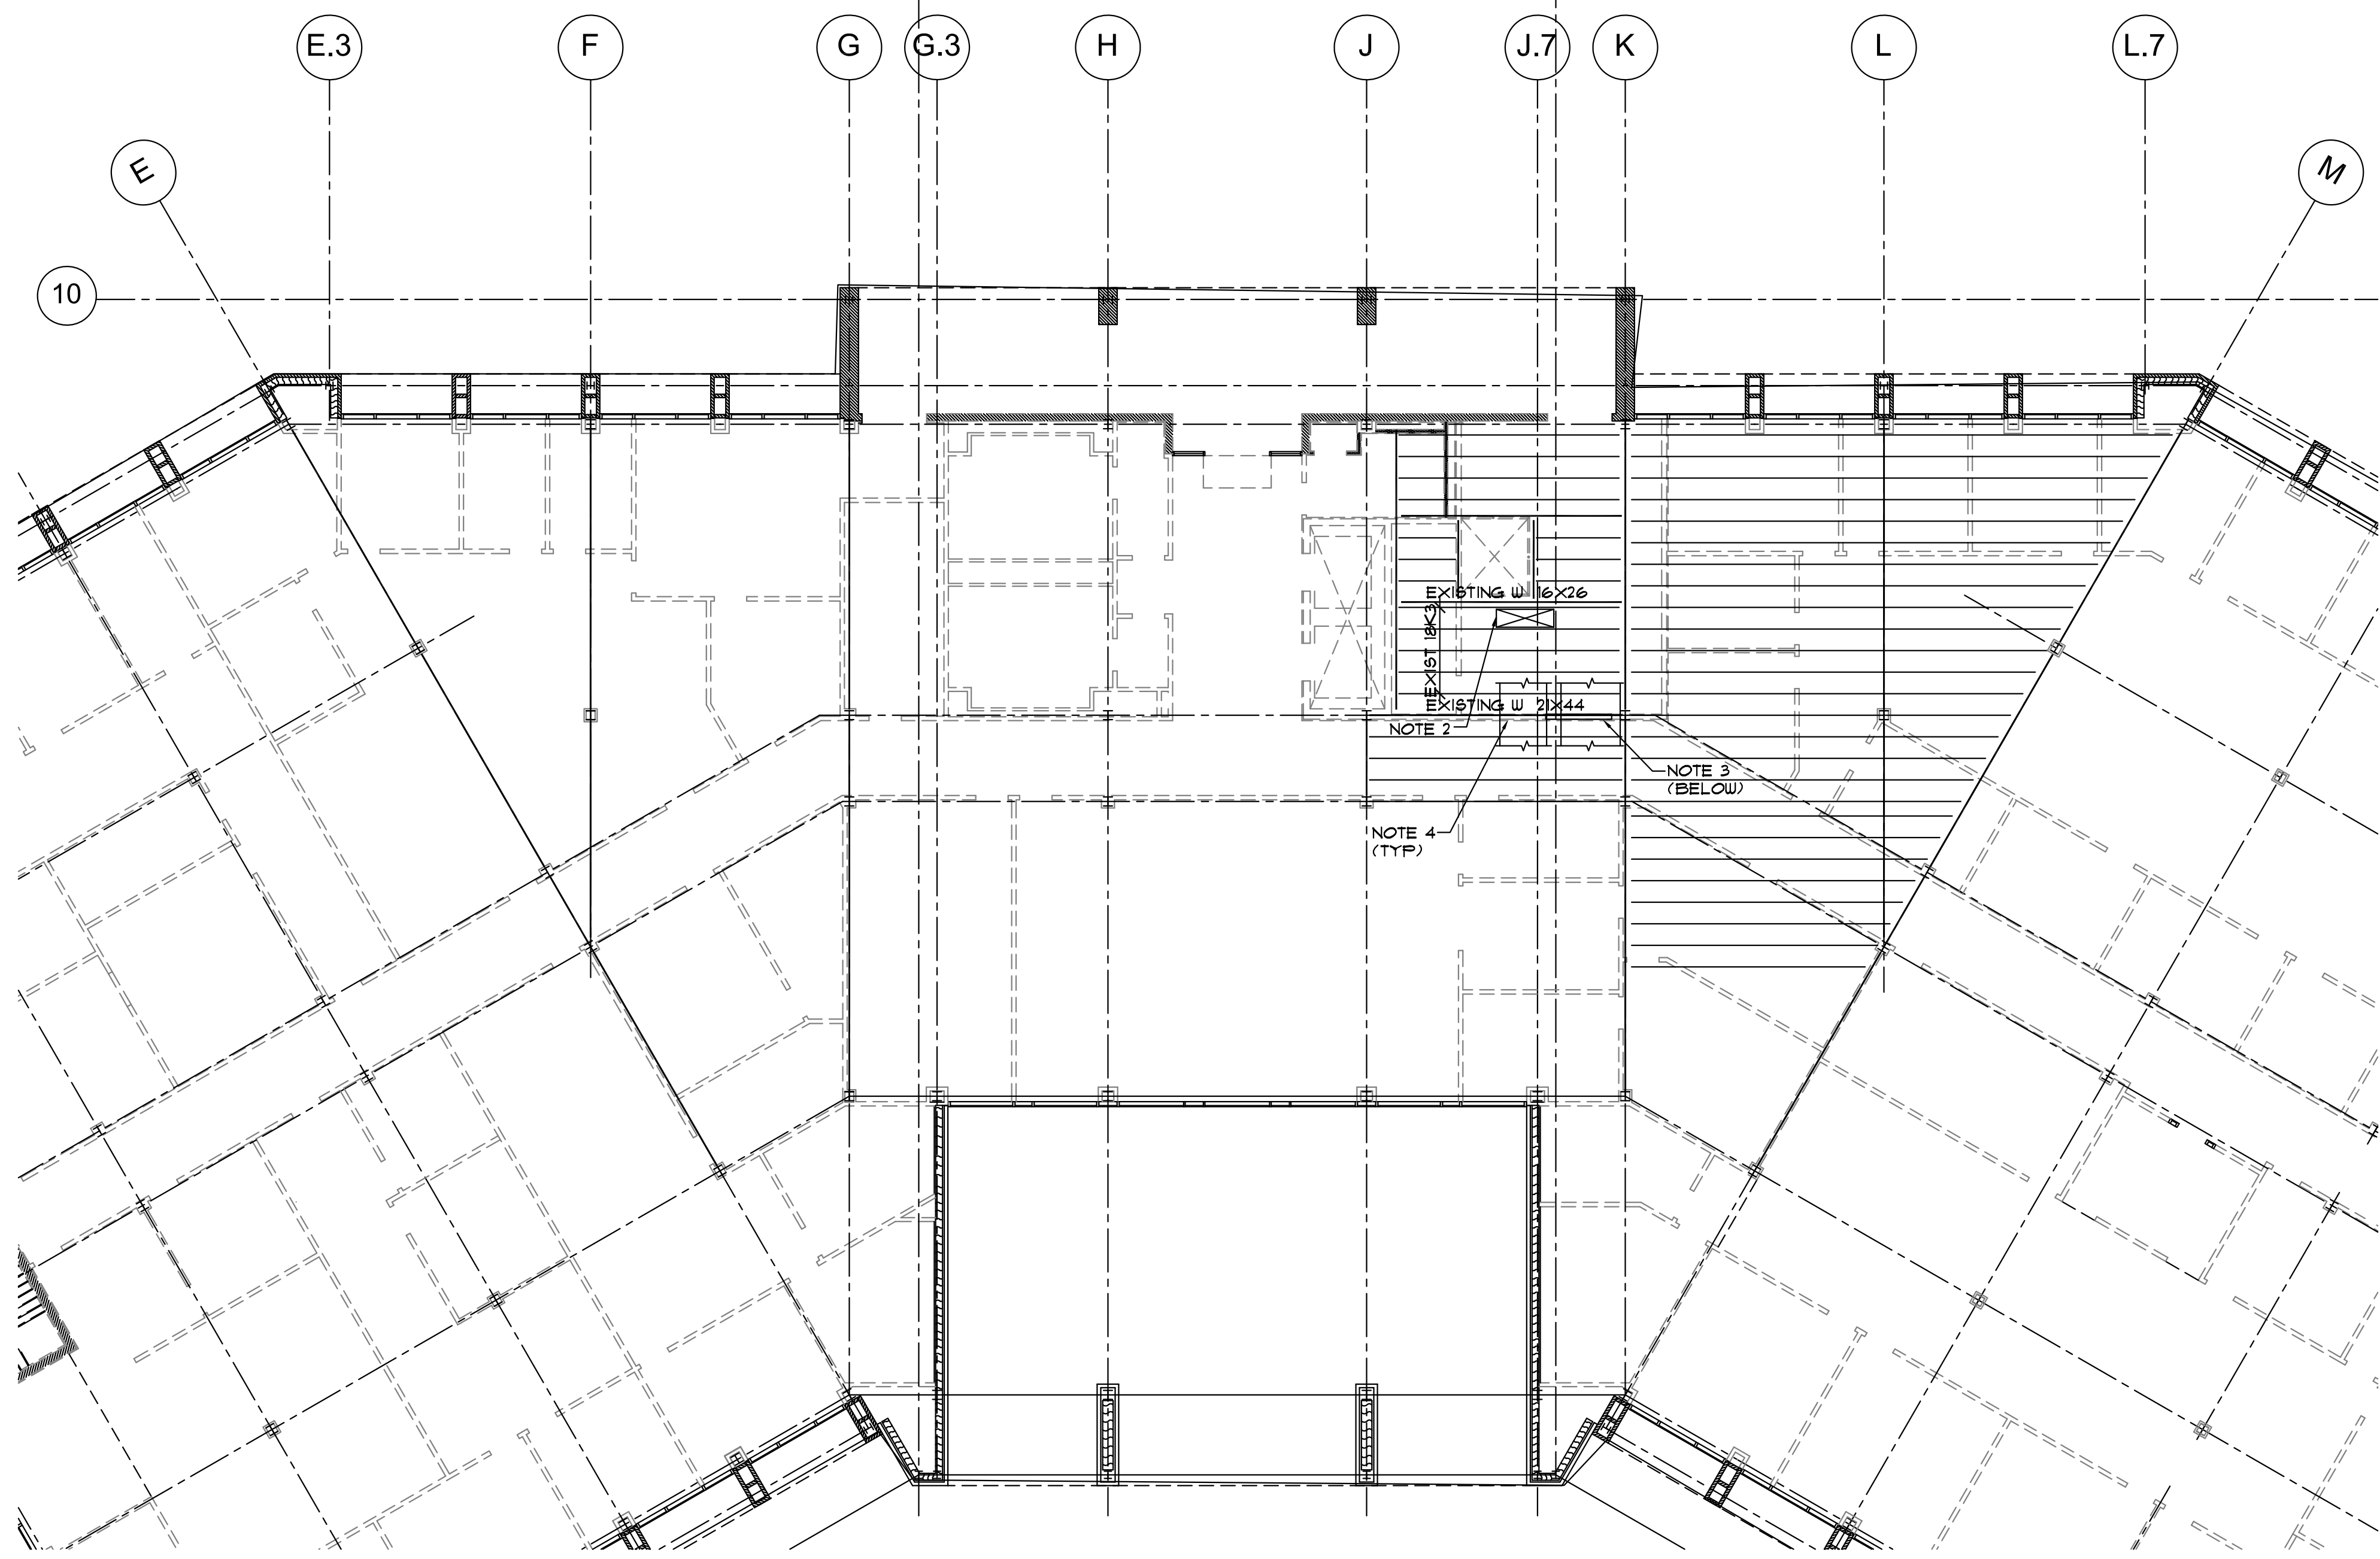 E.3
F
G
G.3
H
J
J.7
K
L
L.7
E
M
10
EXISTING W 16X26
EXIST 18K3
EXISTING W 21X44
NOTE 2
NOTE 3
(BELOW)
NOTE 4
(TYP)